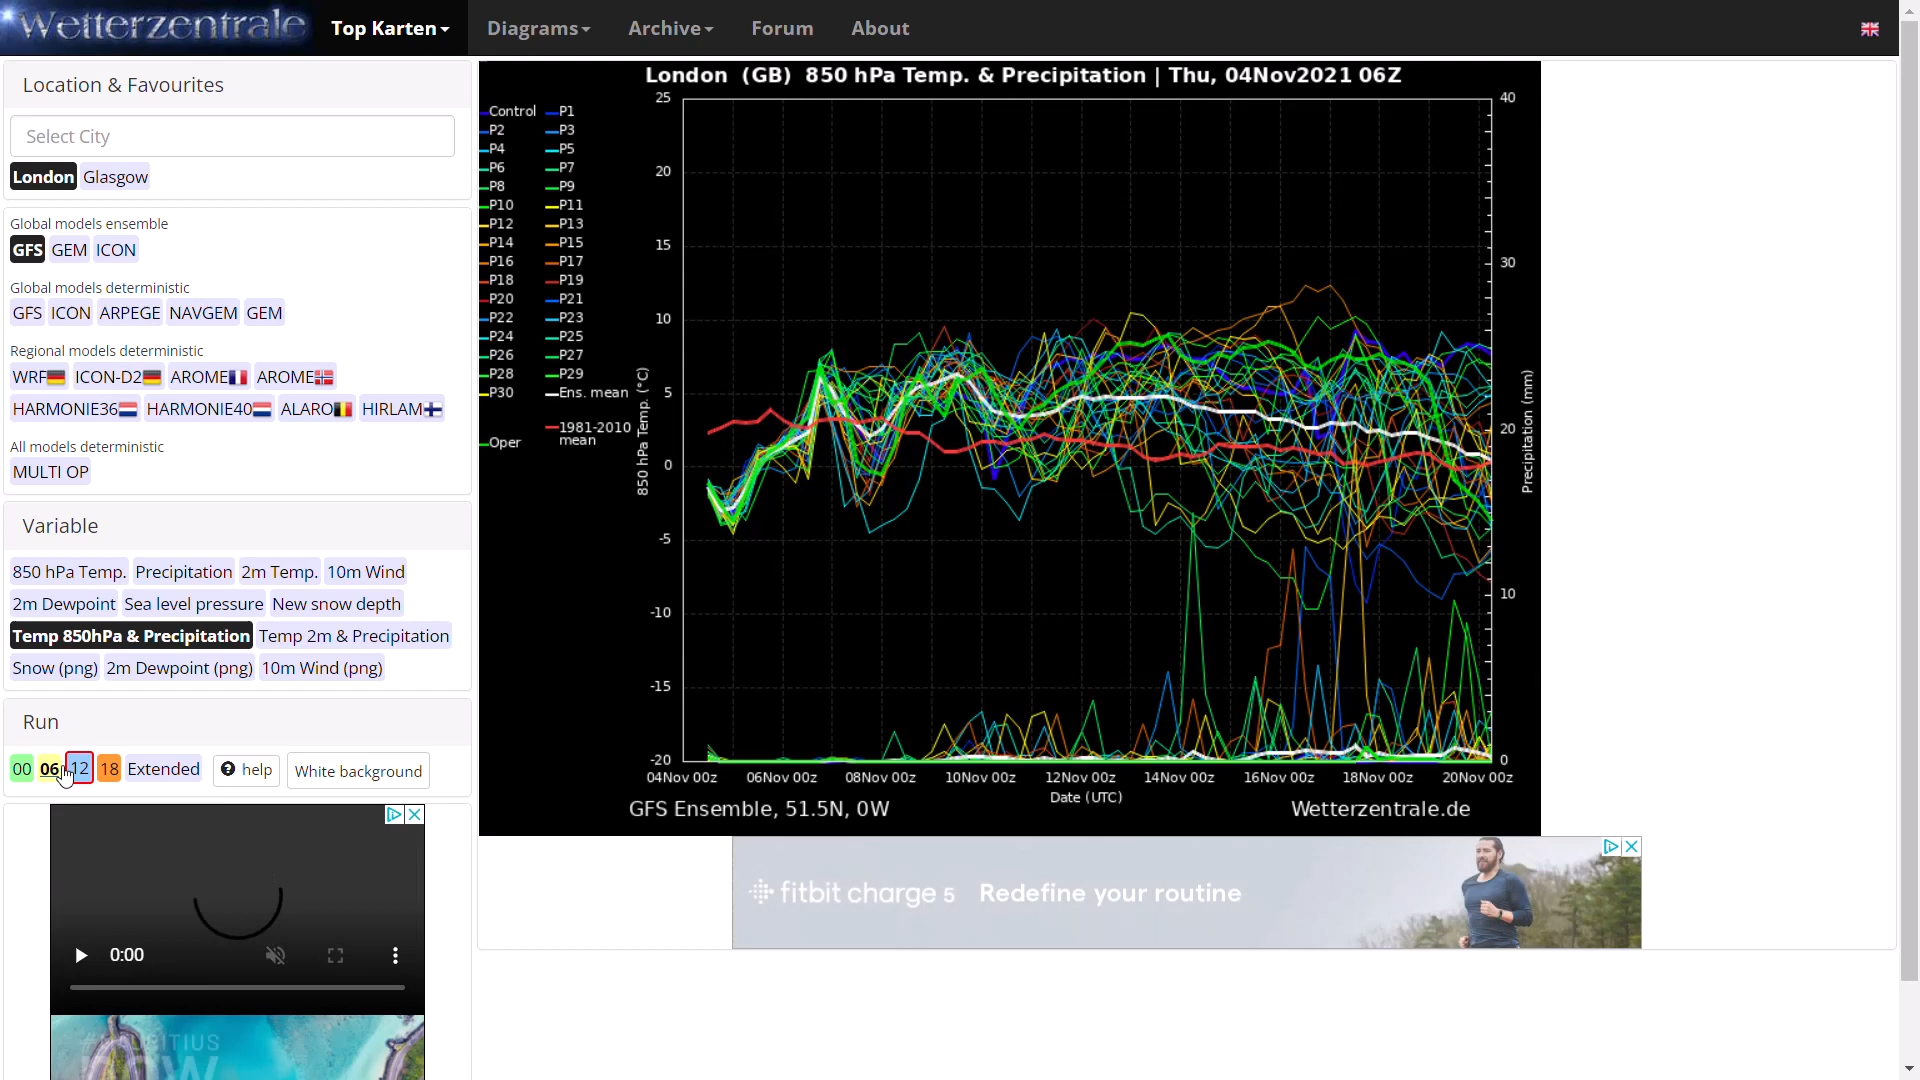 Wetterzentrale Top Karten Diagrams Archive Forum About
Location & Favourites
Select City
London Glasgow
Global models ensemble
GFS GEM ICON
Global models deterministic
GFS ICON ARPEGE NAVGEM GEM
Regional models deterministic
WRF ICON-D2 AROME AROME
HARMONIE36 HARMONIE40 ALARO HIRLAM
All models deterministic
MULTI OP
Variable
850 hPa Temp. Precipitation 2m Temp. 10m Wind
2m Dewpoint Sea level pressure New snow depth
Temp 850hPa & Precipitation Temp 2m & Precipitation
Snow (png) 2m Dewpoint (png) 10m Wind (png)
Run
00 06 12 18 Extended help White background
0:00
London (GB) 850 hPa Temp. & Precipitation | Thu, 04Nov2021 06Z
Control P1
P2 P3
P4 P5
P6 P7
P8 P9
P10 P11
P12 P13
P14 P15
P16 P17
P18 P19
P20 P21
P22 P23
P24 P25
P26 P27
P28 P29
P30 Ens. mean
1981-2010
mean
Oper
850 hPa Temp. (°C)
25
20
15
10
5
0
-5
-10
-15
-20
40
30
20
10
0
Precipitation (mm)
04Nov 00z 06Nov 00z 08Nov 00z 10Nov 00z 12Nov 00z 14Nov 00z 16Nov 00z 18Nov 00z 20Nov 00z
Date (UTC)
GFS Ensemble, 51.5N, 0W Wetterzentrale.de
fitbit charge 5 Redefine your routine